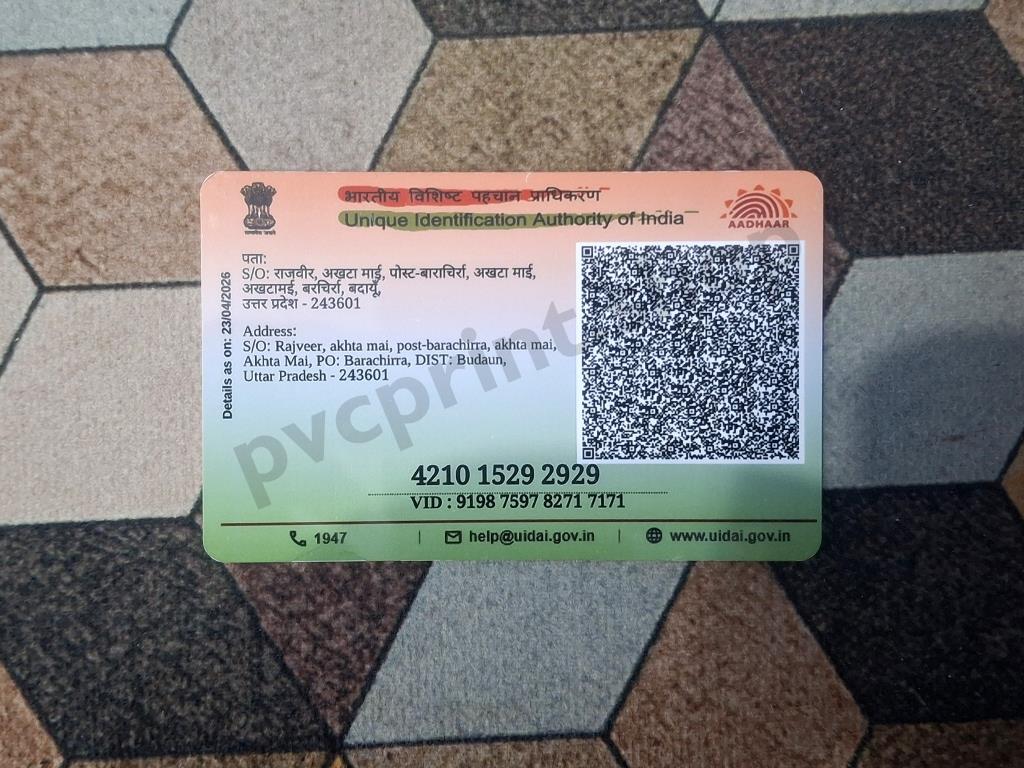 भारतीय विशिष्ट पहचान प्राधिकरण
Unique Identification Authority of India
AADHAAR
सत्यमेव जयते
Details as on: 23/04/2026
पता:
S/O: राजवीर, अखटा माई, पोस्ट-बाराचिर्रा, अखटा माई,
अखटामई, बरचिर्रा, बदायूँ,
उत्तर प्रदेश - 243601
Address:
S/O: Rajveer, akhta mai, post-barachirra, akhta mai,
Akhta Mai, PO: Barachirra, DIST: Budaun,
Uttar Pradesh - 243601
4210 1529 2929
VID : 9198 7597 8271 7171
1947 | help@uidai.gov.in | www.uidai.gov.in